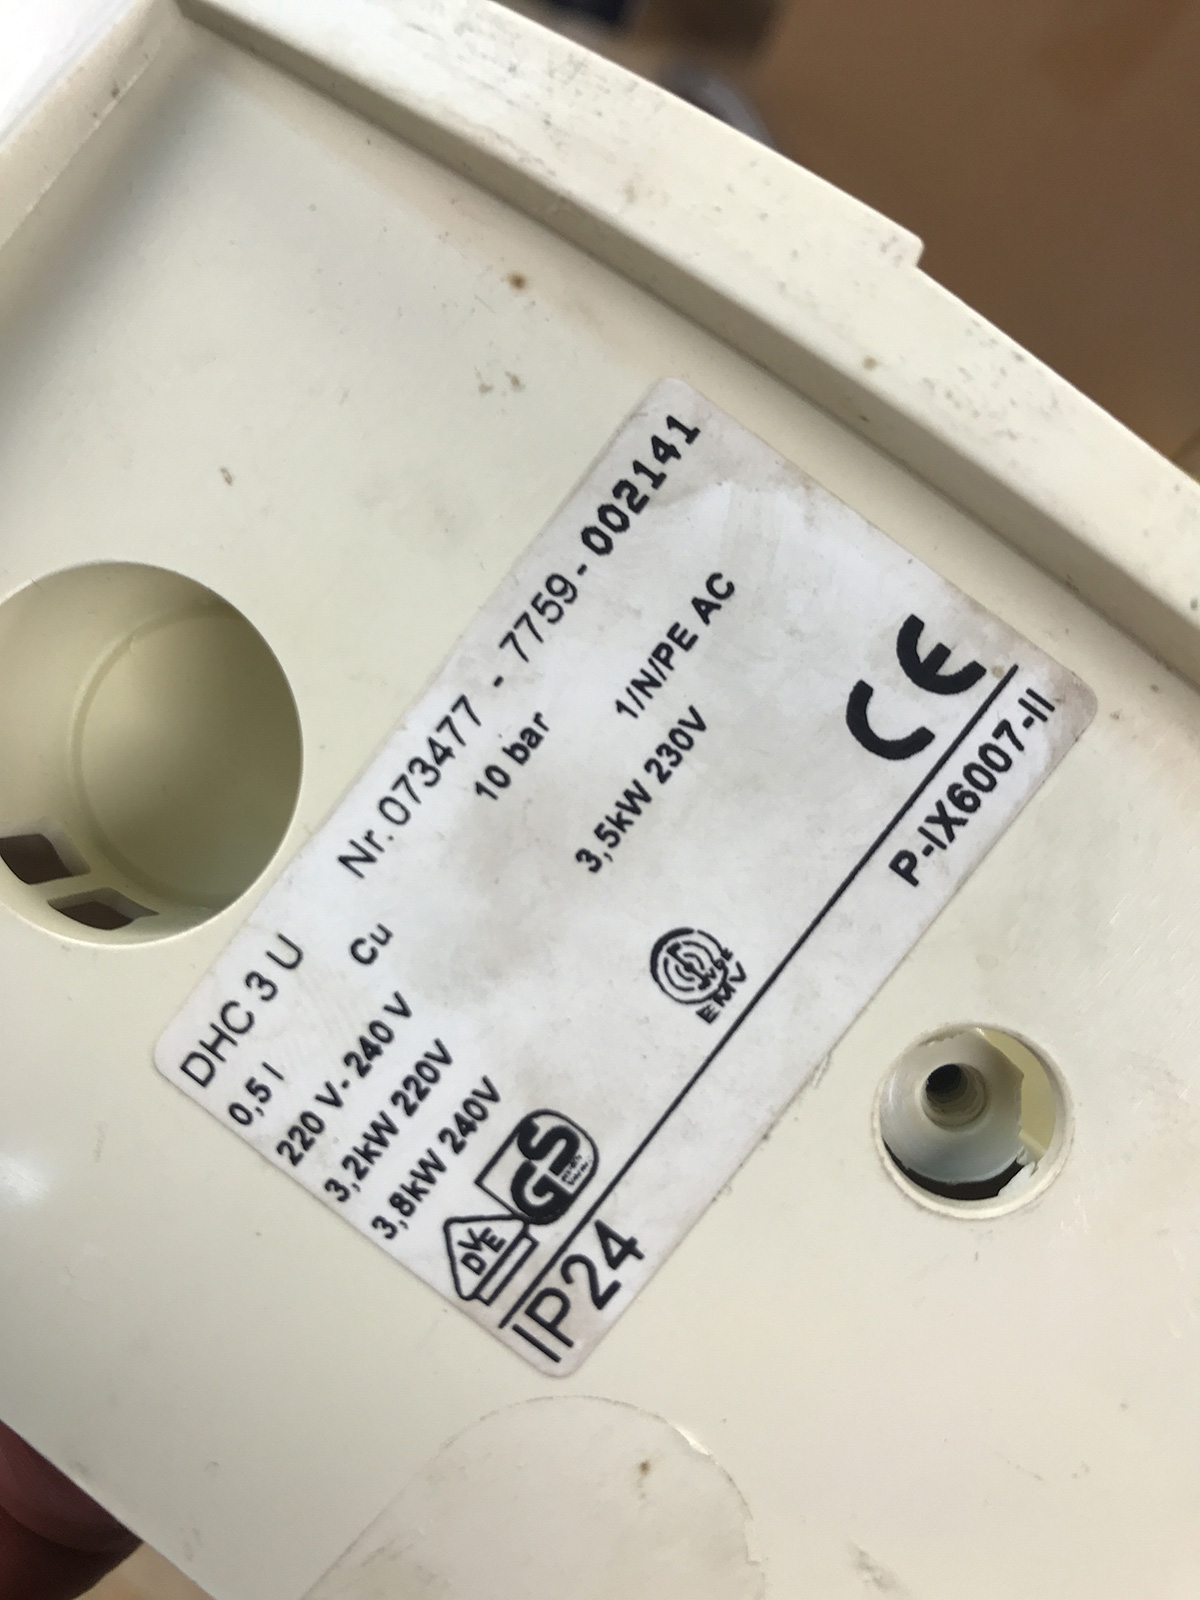 DHC 3 U Nr. 073477 - 7759 - 002141
0,5 l Cu 10 bar
220 V - 240 V 1/N/PE AC
3,2kW 220V 3,5kW 230V
3,8kW 240V
DVE GS VDE EMV CE
IP24 P-IX6007-II